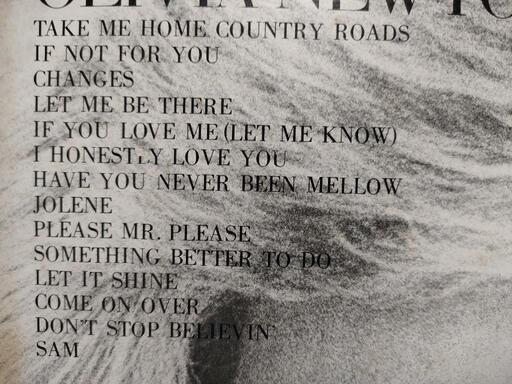 OLIVIA NEWTO
TAKE ME HOME COUNTRY ROADS
IF NOT FOR YOU
CHANGES
LET ME BE THERE
IF YOU LOVE ME (LET ME KNOW)
I HONESTLY LOVE YOU
HAVE YOU NEVER BEEN MELLOW
JOLENE
PLEASE MR. PLEASE
SOMETHING BETTER TO DO
LET IT SHINE
COME ON OVER
DON'T STOP BELIEVIN'
SAM